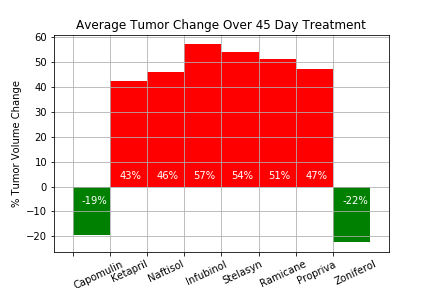 Average Tumor Change Over 45 Day Treatment
% Tumor Volume Change
60
50
40
30
20
10
0
−10
−20
-19%
43%
46%
57%
54%
51%
47%
-22%
Capomulin
Ketapril
Naftisol
Infubinol
Stelasyn
Ramicane
Propriva
Zoniferol